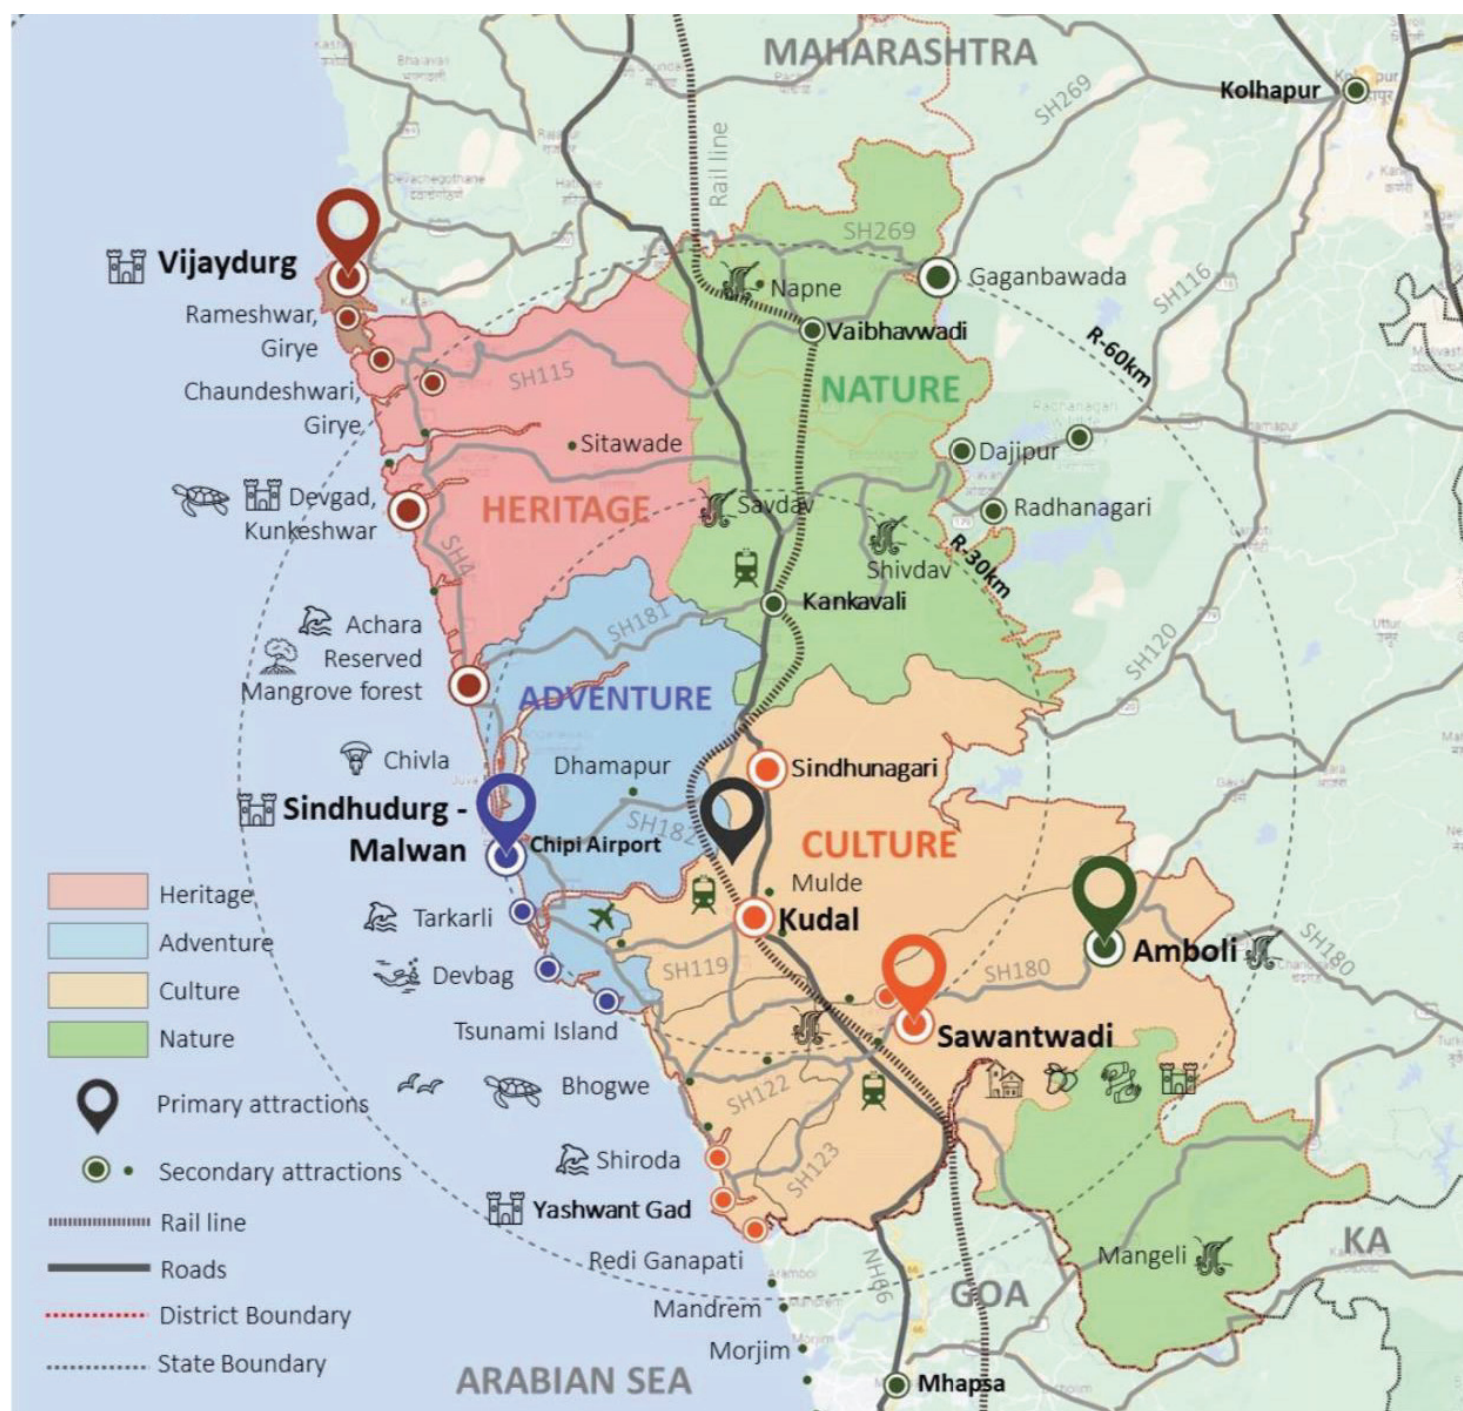 MAHARASHTRA
Kolhapur
SH269
Rail line
SH269
Vijaydurg
Napne
Gaganbawada
SH116
Rameshwar,
Girye
Vaibhavwadi
R-60km
Chaundeshwari,
Girye
SH115
NATURE
Sitawade
Dajipur
Devgad,
Kunkeshwar
HERITAGE
Savdav
Radhanagari
SH4
Shivdav
R-30km
Kankavali
Achara
Reserved
Mangrove forest
SH181
SH120
ADVENTURE
Chivla
Dhamapur
Sindhunagari
Sindhudurg -
Malwan
SH182
Chipi Airport
CULTURE
Mulde
Heritage
Tarkarli
Kudal
Amboli
SH180
Adventure
Devbag
SH119
SH180
Culture
Tsunami Island
Sawantwadi
Nature
Bhogwe
SH122
Primary attractions
Shiroda
SH123
Secondary attractions
Yashwant Gad
Rail line
Redi Ganapati
Mangeli
KA
Roads
NH66
GOA
District Boundary
Mandrem
State Boundary
Morjim
ARABIAN SEA
Mhapsa